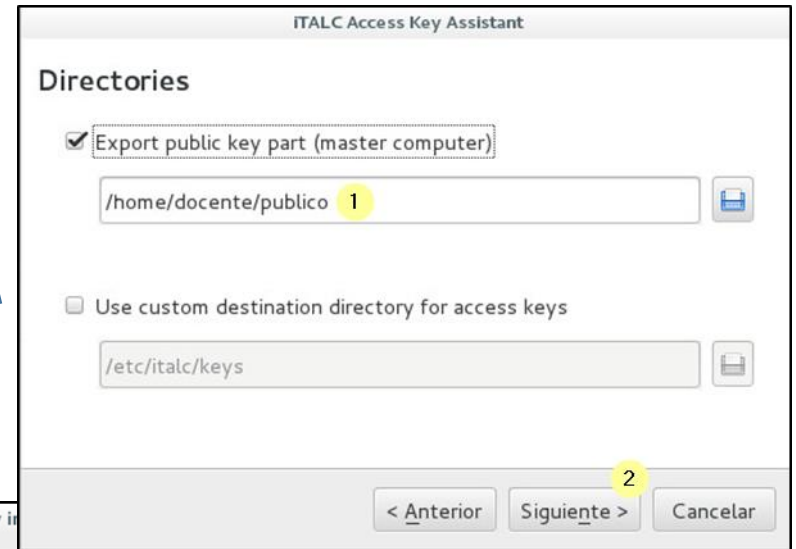 iTALC Access Key Assistant
Directories
Export public key part (master computer)
/home/docente/publico 1
Use custom destination directory for access keys
/etc/italc/keys
2
< Anterior Siguiente > Cancelar